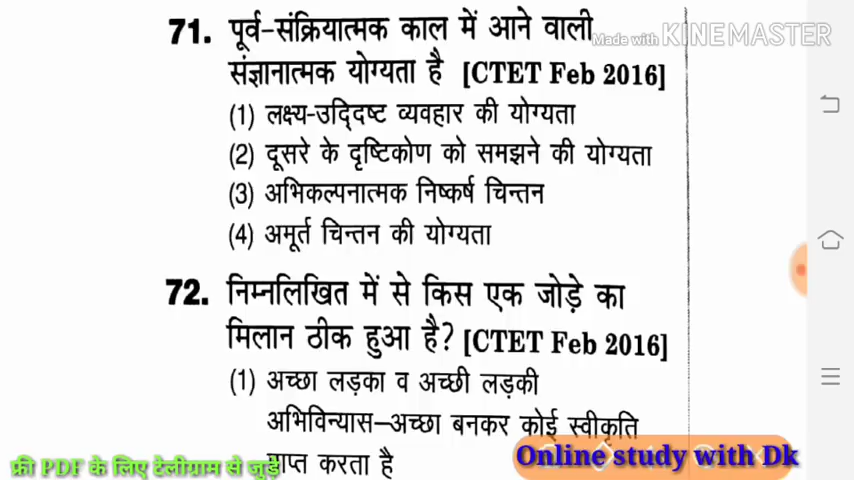 71. पूर्व-संक्रियात्मक काल में आने वाली
Made with KINEMASTER
संज्ञानात्मक योग्यता है [CTET Feb 2016]
(1) लक्ष्य-उद्दिष्ट व्यवहार की योग्यता
(2) दूसरे के दृष्टिकोण को समझने की योग्यता
(3) अभिकल्पनात्मक निष्कर्ष चिन्तन
(4) अमूर्त चिन्तन की योग्यता
72. निम्नलिखित में से किस एक जोड़े का
मिलान ठीक हुआ है? [CTET Feb 2016]
(1) अच्छा लड़का व अच्छी लड़की
अभिविन्यास–अच्छा बनकर कोई स्वीकृति
प्राप्त करता है
फ्री PDF के लिए टेलीग्राम से जुड़े
Online study with Dk